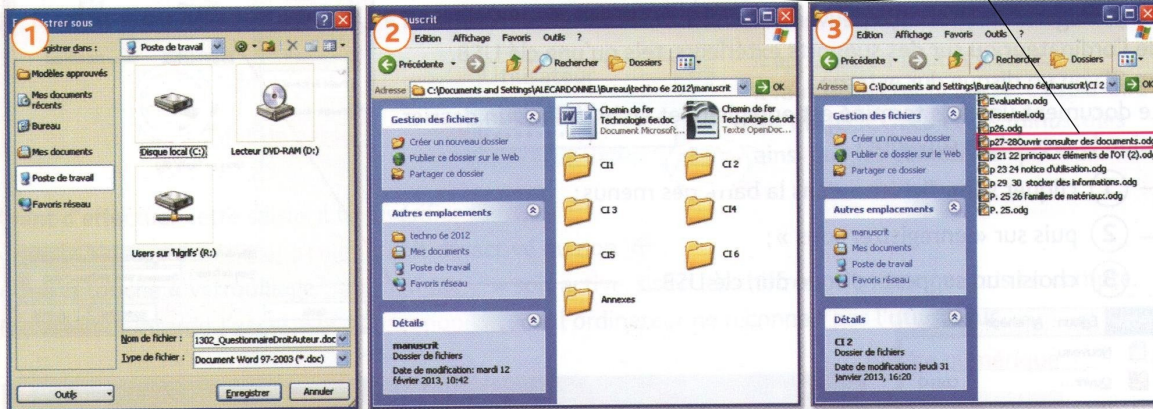 1
Enregistrer sous
Enregistrer dans :
Poste de travail
Modèles approuvés
Mes documents
récents
Bureau
Mes documents
Poste de travail
Favoris réseau
Disque local (C:)
Lecteur DVD-RAM (D:)
Users sur 'hlgrlfs' (R:)
Nom de fichier :
1302_QuestionnaireDroitAuteur.doc
Type de fichier :
Document Word 97-2003 (*.doc)
Outils
Enregistrer
Annuler
2
manuscrit
Edition Affichage Favoris Outils ?
Précédente
Rechercher
Dossiers
Adresse
C:\Documents and Settings\ALECARDONNEL\Bureau\techno 6e 2012\manuscrit
OK
Gestion des fichiers
Créer un nouveau dossier
Publier ce dossier sur le Web
Partager ce dossier
Autres emplacements
techno 6e 2012
Mes documents
Poste de travail
Favoris réseau
Détails
manuscrit
Dossier de fichiers
Date de modification: mardi 12
février 2013, 10:42
Chemin de fer
Technologie 6e.doc
Document Microsoft...
Chemin de fer
Technologie 6e.odt
Texte OpenDoc...
CI1
CI 2
CI 3
CI4
CI5
CI 6
Annexes
3
Edition Affichage Favoris Outils ?
Précédente
Rechercher
Dossiers
Adresse
C:\Documents and Settings\Bureau\techno 6e\manuscrit\CI 2
OK
Gestion des fichiers
Créer un nouveau dossier
Publier ce dossier sur le Web
Partager ce dossier
Autres emplacements
manuscrit
Mes documents
Poste de travail
Favoris réseau
Détails
CI 2
Dossier de fichiers
Date de modification: jeudi 31
janvier 2013, 16:20
Evaluation.odg
l'essentiel.odg
p26.odg
p27-28Ouvrir consulter des documents.odg
p 21 22 principaux éléments de l'OT (2).odg
p 23 24 notice d'utilisation.odg
p 29 30 stocker des informations.odg
P. 25 26 familles de matériaux.odg
P. 25.odg